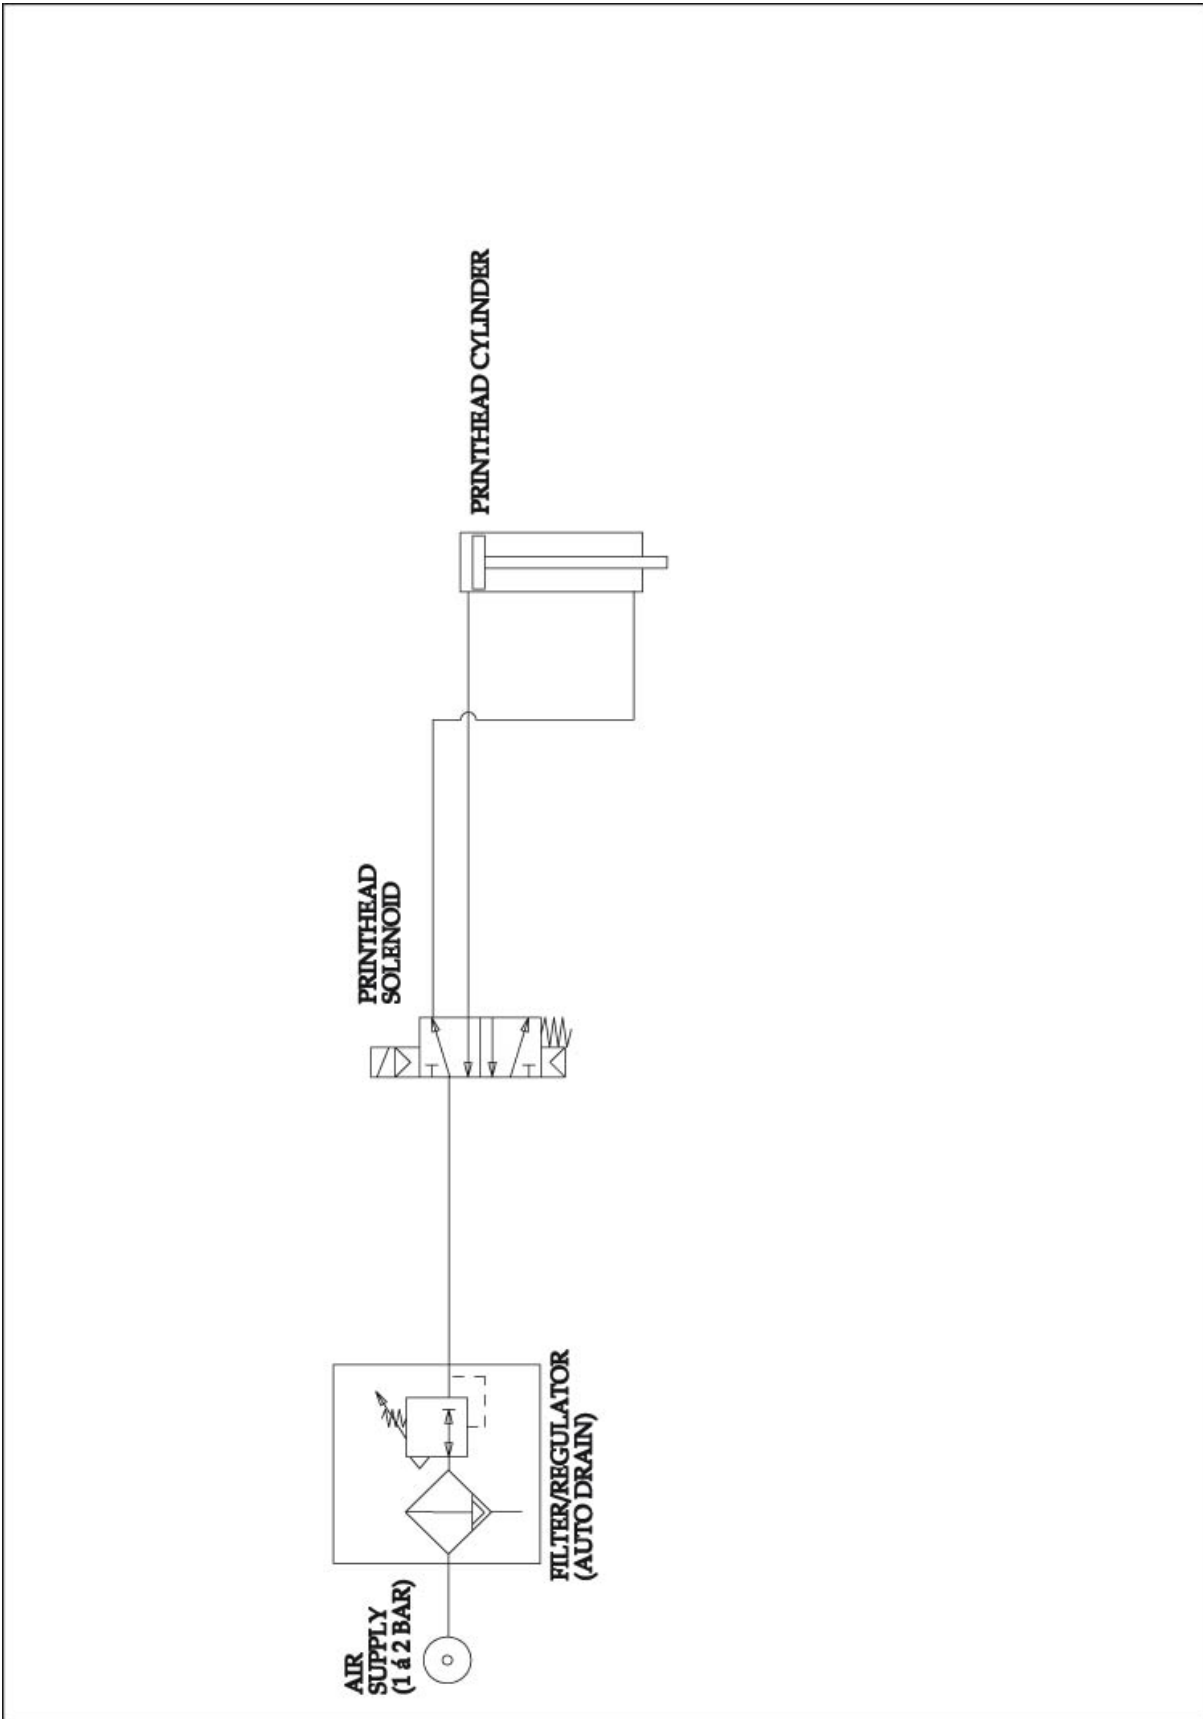 AIR
SUPPLY
(1 á 2 BAR)
FILTER/REGULATOR
(AUTO DRAIN)
PRINTHEAD
SOLENOID
PRINTHEAD CYLINDER